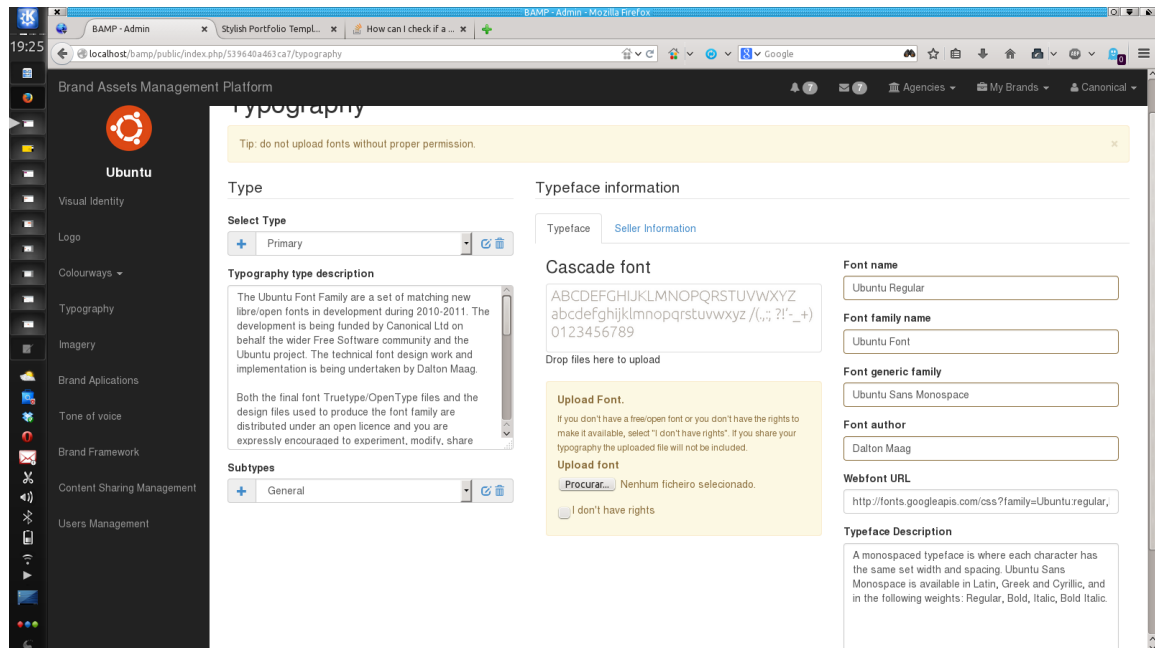 BAMP - Admin - Mozilla Firefox
BAMP - Admin
Stylish Portfolio Templ...
How can I check if a ...
19:25
localhost/bamp/public/index.php/539640a463ca7/typography
Google
0
Brand Assets Management Platform
7
7
Agencies
My Brands
Canonical
Typography
Tip: do not upload fonts without proper permission.
Ubuntu
Visual Identity
Logo
Colourways
Typography
Imagery
Brand Aplications
Tone of voice
Brand Framework
Content Sharing Management
Users Management
Type
Select Type
Primary
Typography type description
The Ubuntu Font Family are a set of matching new
libre/open fonts in development during 2010-2011. The
development is being funded by Canonical Ltd on
behalf the wider Free Software community and the
Ubuntu project. The technical font design work and
implementation is being undertaken by Dalton Maag.
Both the final font Truetype/OpenType files and the
design files used to produce the font family are
distributed under an open licence and you are
expressly encouraged to experiment, modify, share
Subtypes
General
Typeface information
Typeface
Seller Information
Cascade font
ABCDEFGHIJKLMNOPQRSTUVWXYZ
abcdefghijklmnopqrstuvwxyz /(.,:; ?!'-_+)
0123456789
Drop files here to upload
Upload Font.
If you don't have a free/open font or you don't have the rights to
make it available, select "I don't have rights". If you share your
typography the uploaded file will not be included.
Upload font
Procurar... Nenhum ficheiro selecionado.
I don't have rights
Font name
Ubuntu Regular
Font family name
Ubuntu Font
Font generic family
Ubuntu Sans Monospace
Font author
Dalton Maag
Webfont URL
http://fonts.googleapis.com/css?family=Ubuntu:regular,
Typeface Description
A monospaced typeface is where each character has
the same set width and spacing. Ubuntu Sans
Monospace is available in Latin, Greek and Cyrillic, and
in the following weights: Regular, Bold, Italic, Bold Italic.